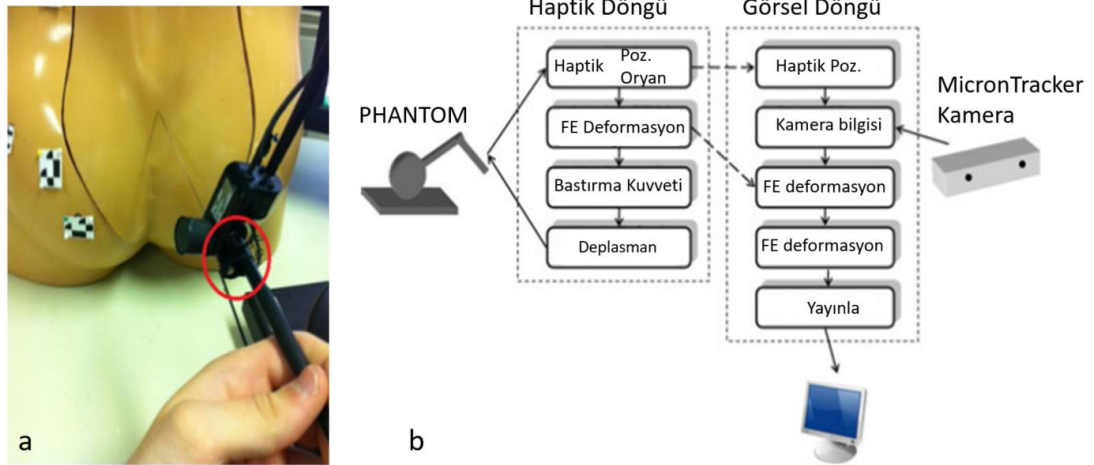 Haptik Döngü
Görsel Döngü
PHANTOM
Haptik Poz.
Oryan
FE Deformasyon
Bastırma Kuvveti
Deplasman
Haptik Poz.
Kamera bilgisi
FE deformasyon
FE deformasyon
Yayınla
MicronTracker
Kamera
a
b